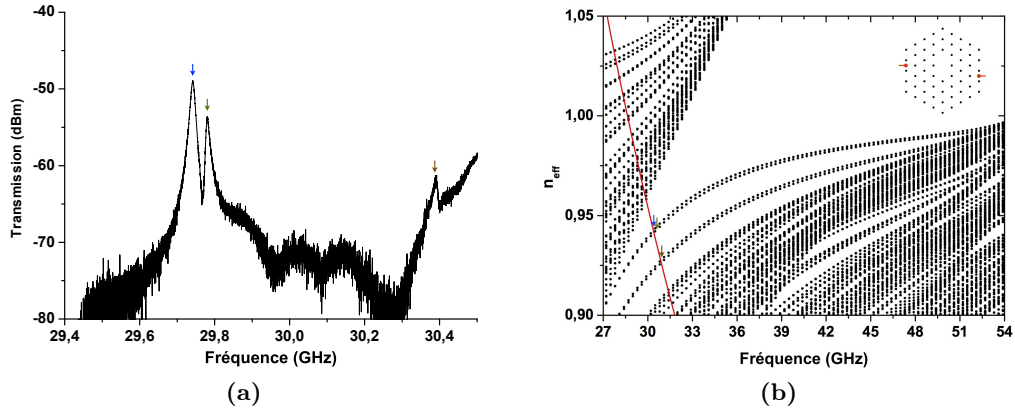 -40
-50
-60
-70
-80
Transmission (dBm)
29,4 29,6 29,8 30,0 30,2 30,4
Fréquence (GHz)
(a)
1,05
1,00
0,95
0,90
n_eff
27 30 33 36 39 42 45 48 51 54
Fréquence (GHz)
(b)